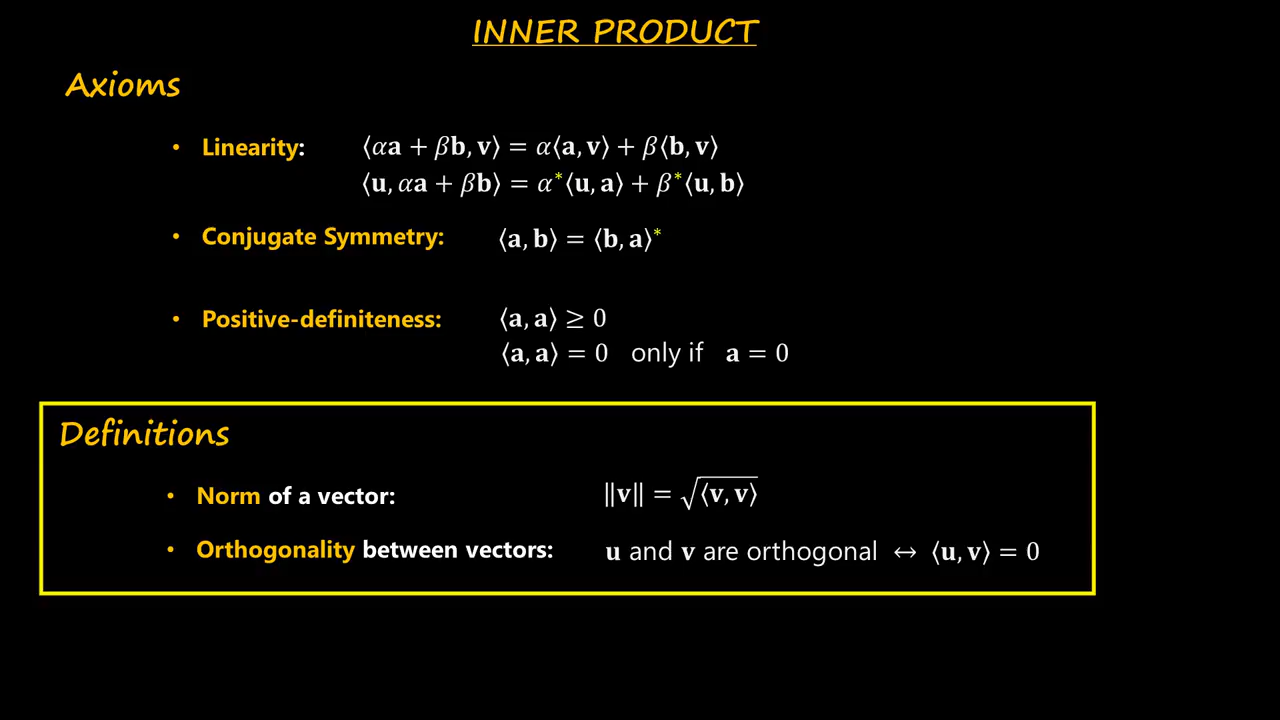 INNER PRODUCT
Axioms
• Linearity: ⟨αa + βb, v⟩ = α⟨a, v⟩ + β⟨b, v⟩
⟨u, αa + βb⟩ = α*⟨u, a⟩ + β*⟨u, b⟩
• Conjugate Symmetry: ⟨a, b⟩ = ⟨b, a⟩*
• Positive-definiteness: ⟨a, a⟩ ≥ 0
⟨a, a⟩ = 0 only if a = 0
Definitions
• Norm of a vector: ‖v‖ = √⟨v, v⟩
• Orthogonality between vectors: u and v are orthogonal ↔ ⟨u, v⟩ = 0